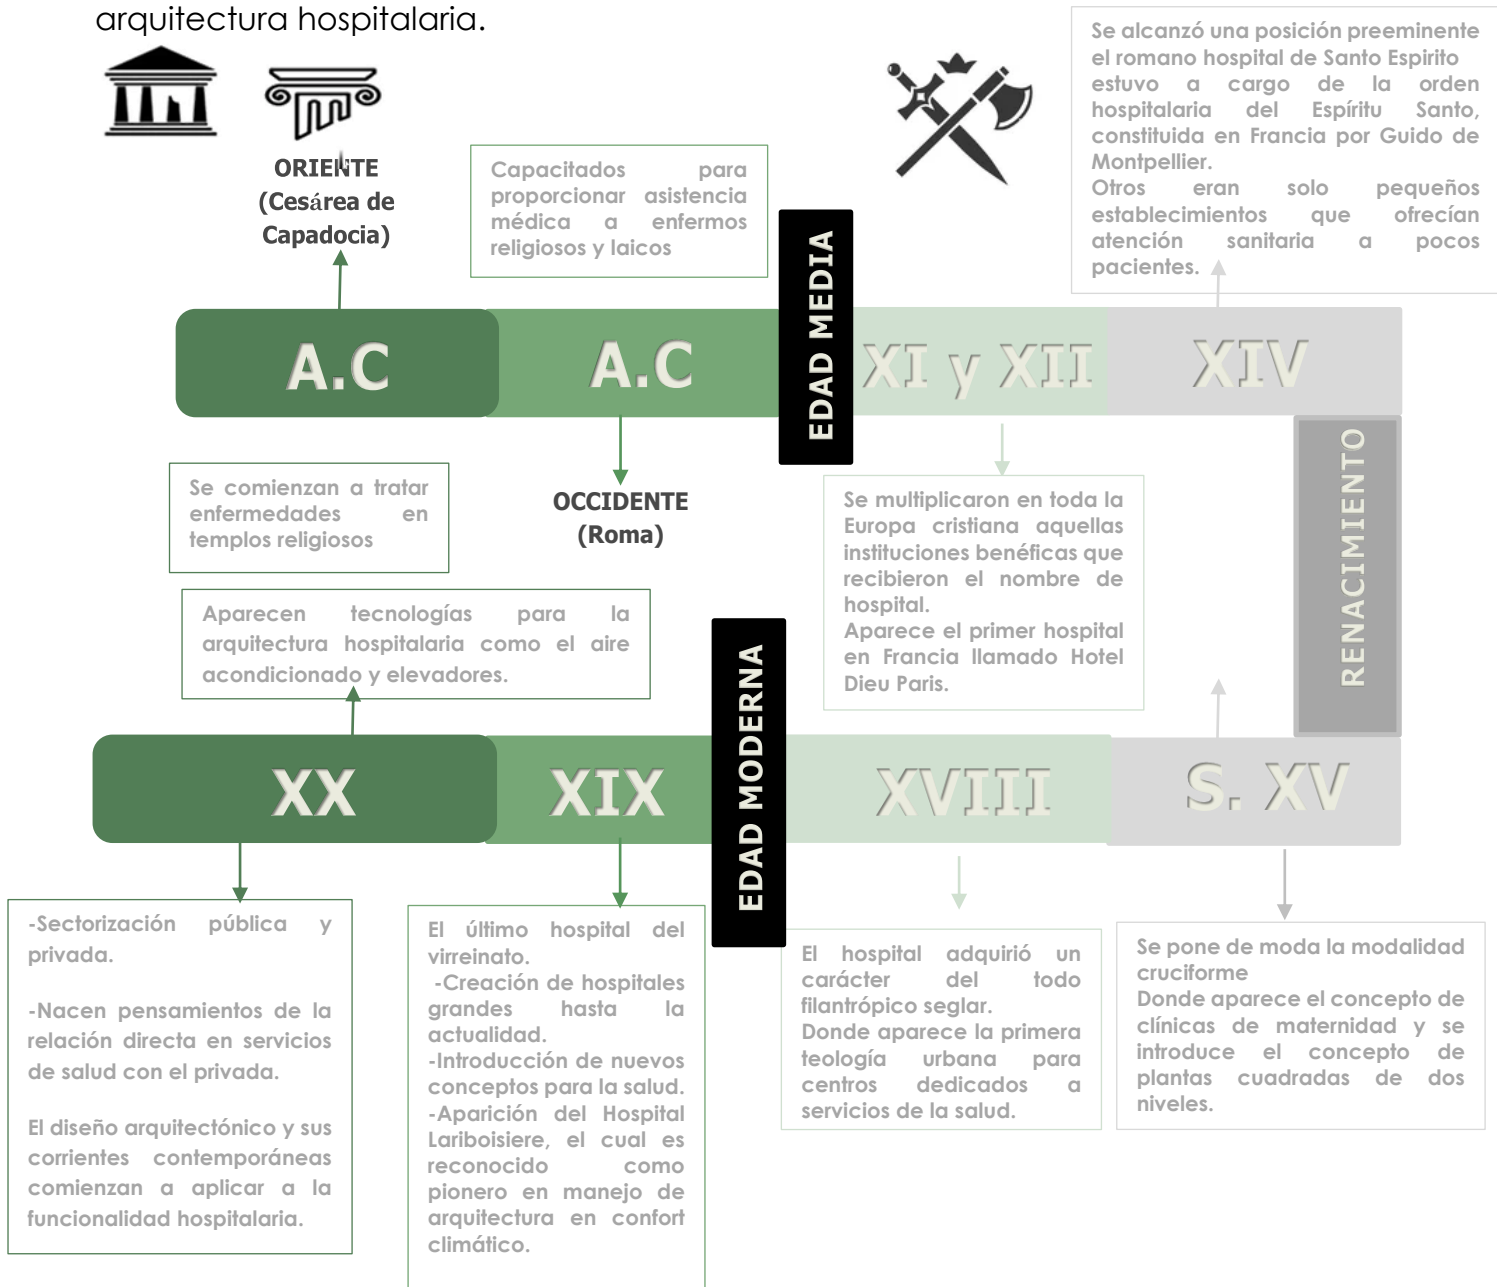 arquitectura hospitalaria.
Se alcanzó una posición preeminente
el romano hospital de Santo Espirito
estuvo a cargo de la orden
hospitalaria del Espíritu Santo,
constituida en Francia por Guido de
Montpellier.
Otros eran solo pequeños
establecimientos que ofrecían
atención sanitaria a pocos
pacientes.
ORIENTE
(Cesárea de
Capadocia)
Capacitados para
proporcionar asistencia
médica a enfermos
religiosos y laicos
A.C
A.C
EDAD MEDIA
XI y XII
XIV
Se comienzan a tratar
enfermedades en
templos religiosos
OCCIDENTE
(Roma)
Se multiplicaron en toda la
Europa cristiana aquellas
instituciones benéficas que
recibieron el nombre de
hospital.
Aparece el primer hospital
en Francia llamado Hotel
Dieu Paris.
RENACIMIENTO
Aparecen tecnologías para la
arquitectura hospitalaria como el aire
acondicionado y elevadores.
XX
XIX
EDAD MODERNA
XVIII
S. XV
-Sectorización pública y
privada.
-Nacen pensamientos de la
relación directa en servicios
de salud con el privada.
El diseño arquitectónico y sus
corrientes contemporáneas
comienzan a aplicar a la
funcionalidad hospitalaria.
El último hospital del
virreinato.
-Creación de hospitales
grandes hasta la
actualidad.
-Introducción de nuevos
conceptos para la salud.
-Aparición del Hospital
Lariboisiere, el cual es
reconocido como
pionero en manejo de
arquitectura en confort
climático.
El hospital adquirió un
carácter del todo
filantrópico seglar.
Donde aparece la primera
teología urbana para
centros dedicados a
servicios de la salud.
Se pone de moda la modalidad
cruciforme
Donde aparece el concepto de
clínicas de maternidad y se
introduce el concepto de
plantas cuadradas de dos
niveles.